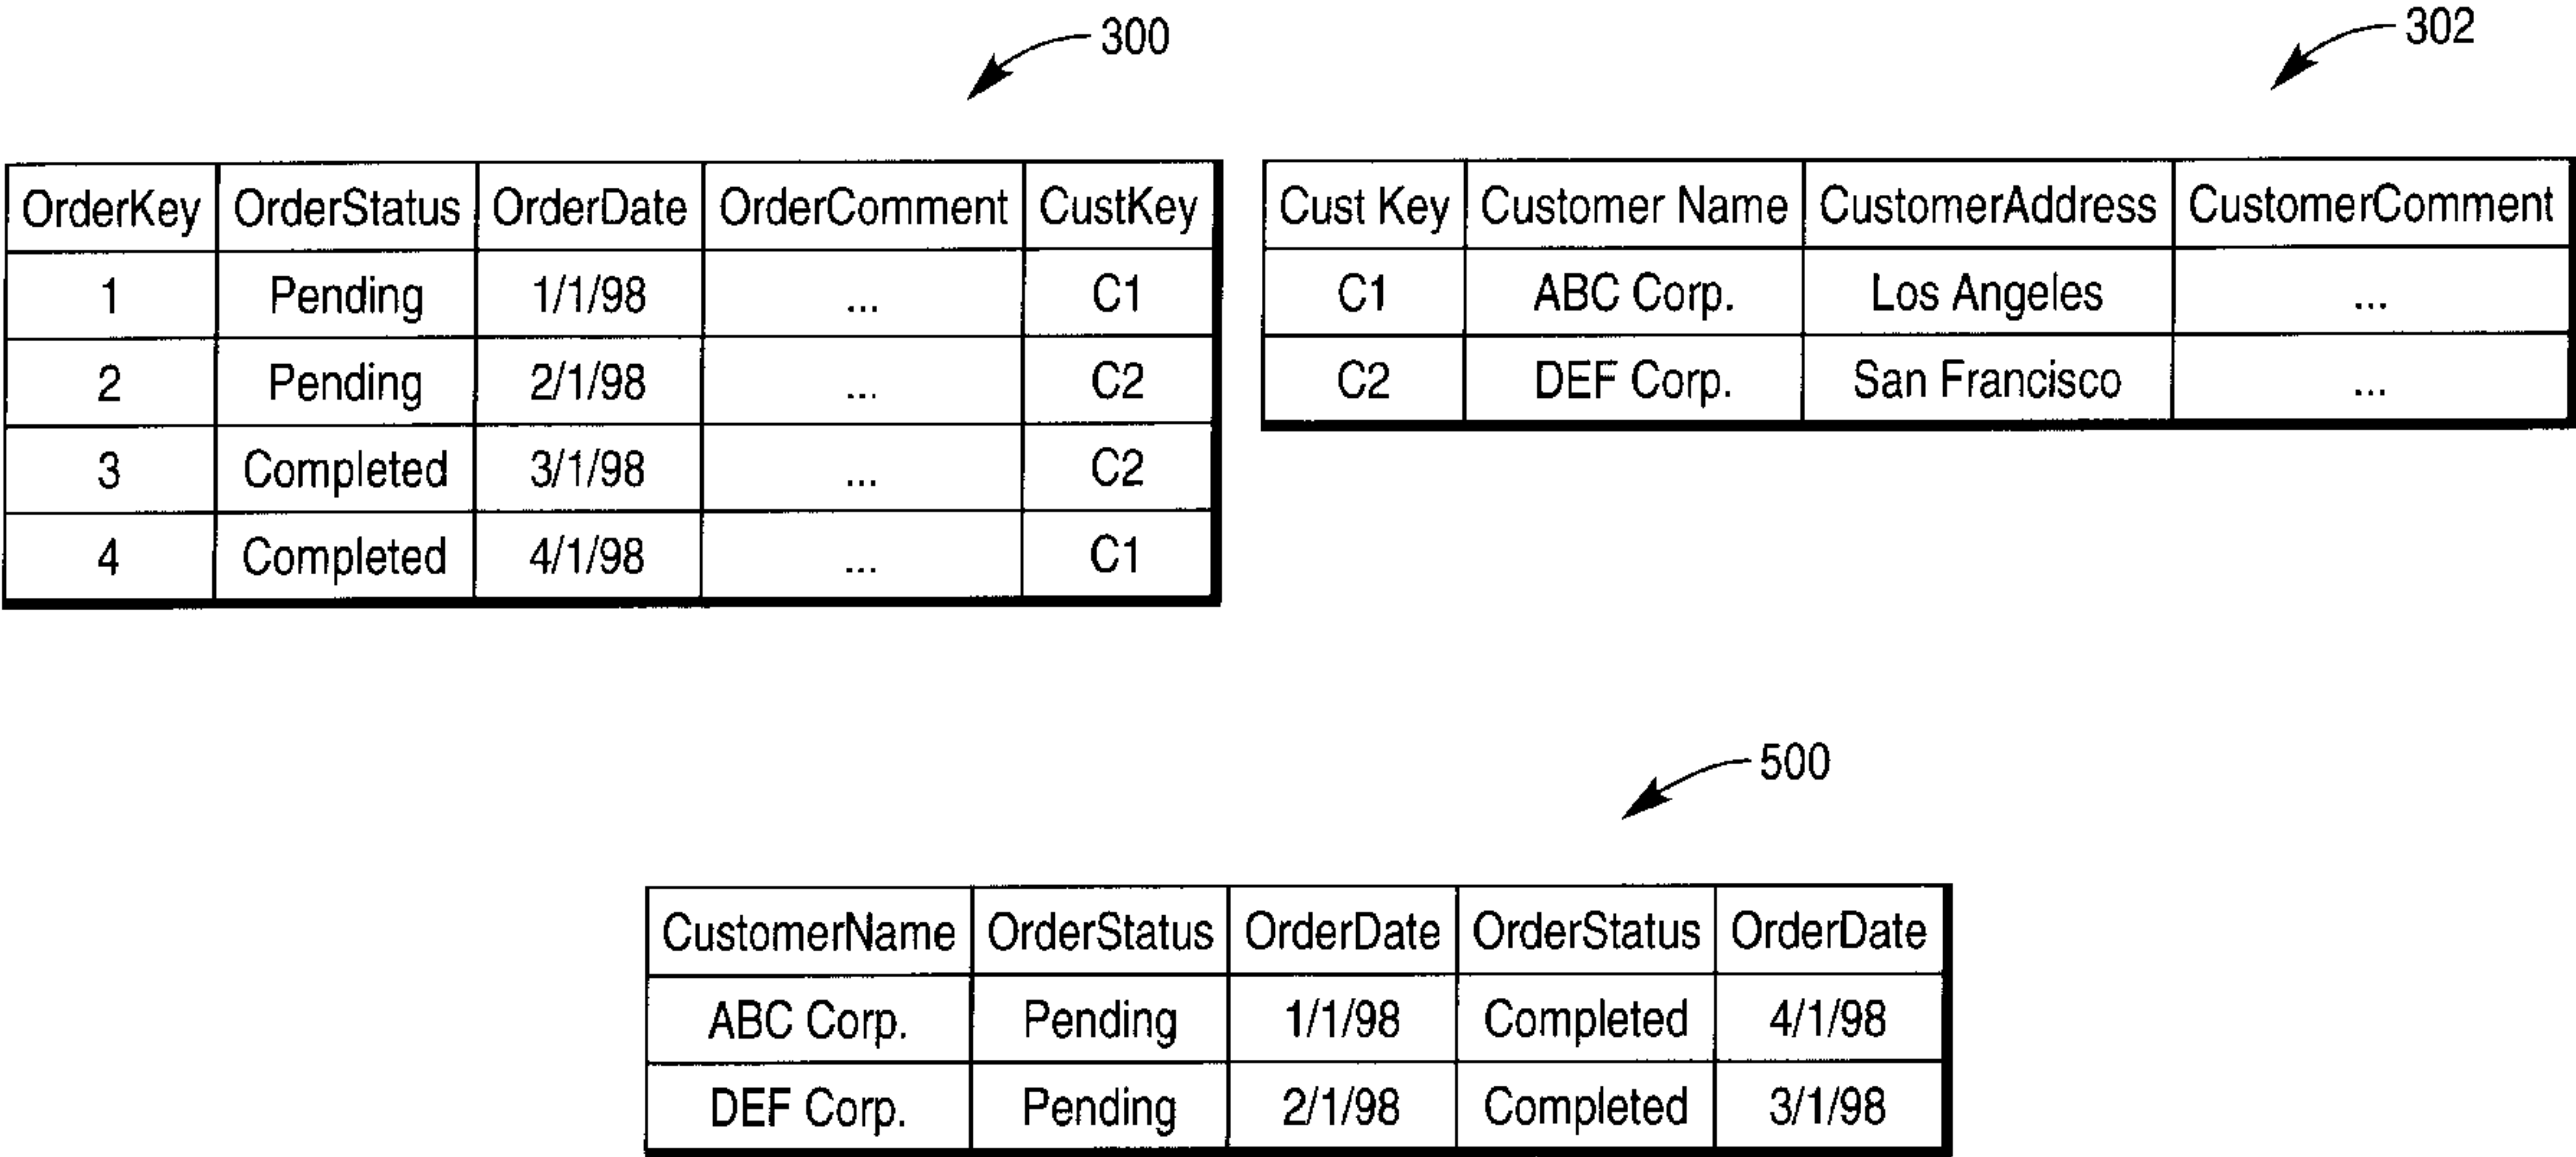 300
302
OrderKey OrderStatus OrderDate OrderComment CustKey
1 Pending 1/1/98 ... C1
2 Pending 2/1/98 ... C2
3 Completed 3/1/98 ... C2
4 Completed 4/1/98 ... C1
Cust Key Customer Name CustomerAddress CustomerComment
C1 ABC Corp. Los Angeles ...
C2 DEF Corp. San Francisco ...
500
CustomerName OrderStatus OrderDate OrderStatus OrderDate
ABC Corp. Pending 1/1/98 Completed 4/1/98
DEF Corp. Pending 2/1/98 Completed 3/1/98